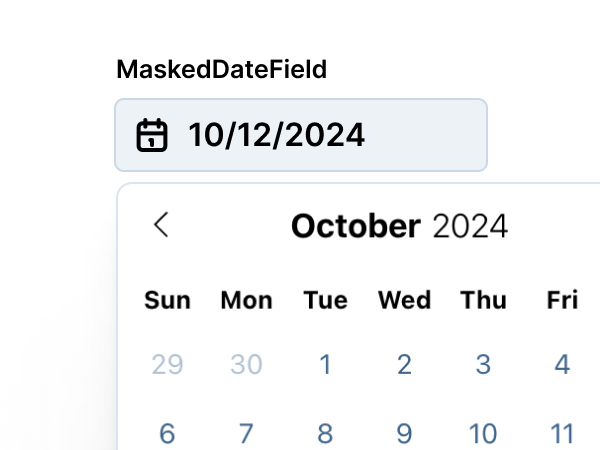 MaskedDateField
10/12/2024
October 2024
Sun Mon Tue Wed Thu Fri
29 30 1 2 3 4
6 7 8 9 10 11